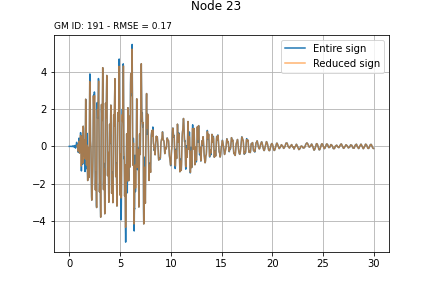 Node 23
GM ID: 191 - RMSE = 0.17
Entire sign
Reduced sign
4
2
0
−2
−4
0 5 10 15 20 25 30